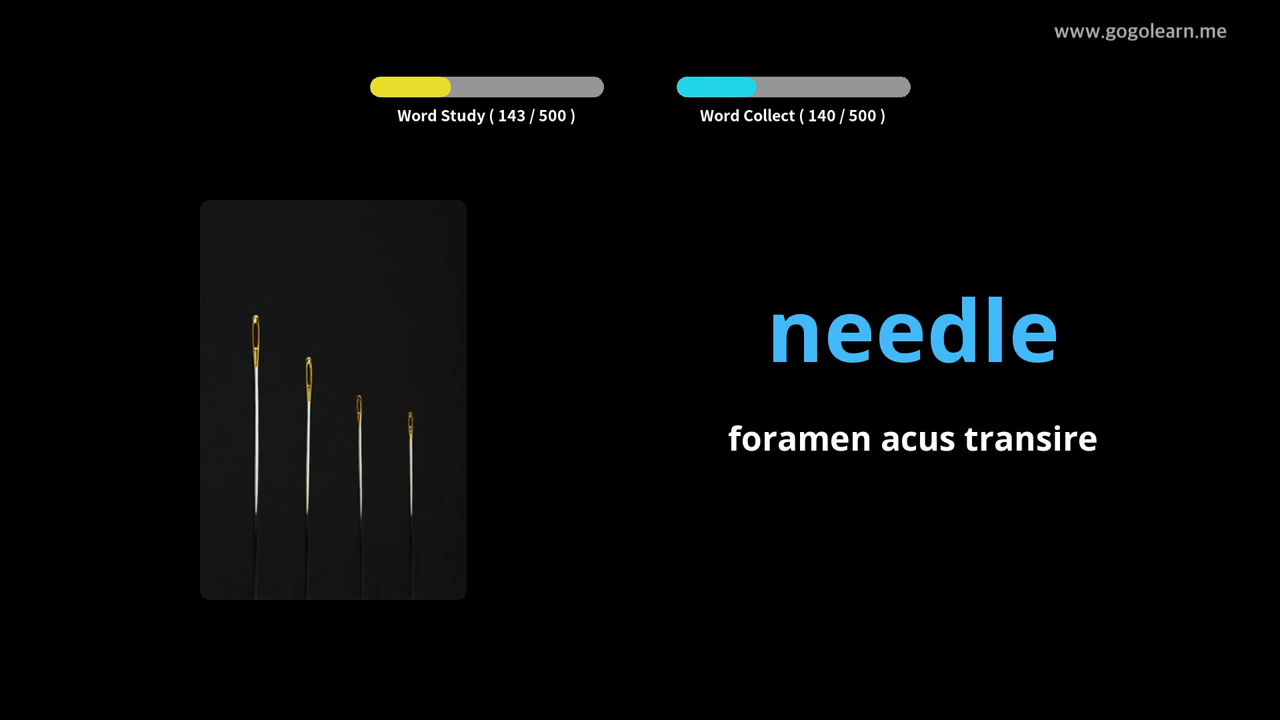 www.gogolearn.me
Word Study ( 143 / 500 )
Word Collect ( 140 / 500 )
needle
foramen acus transire